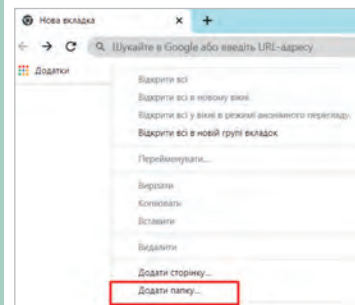 Нова вкладка
Шукайте в Google або введіть URL-адресу
Додатки
Відкрити всі
Відкрити всі в новому вікні
Відкрити всі у вікні в режимі анонімного перегляду
Відкрити всі в новій групі вкладок
Перейменувати...
Вирізати
Копіювати
Вставити
Видалити
Додати сторінку...
Додати папку...